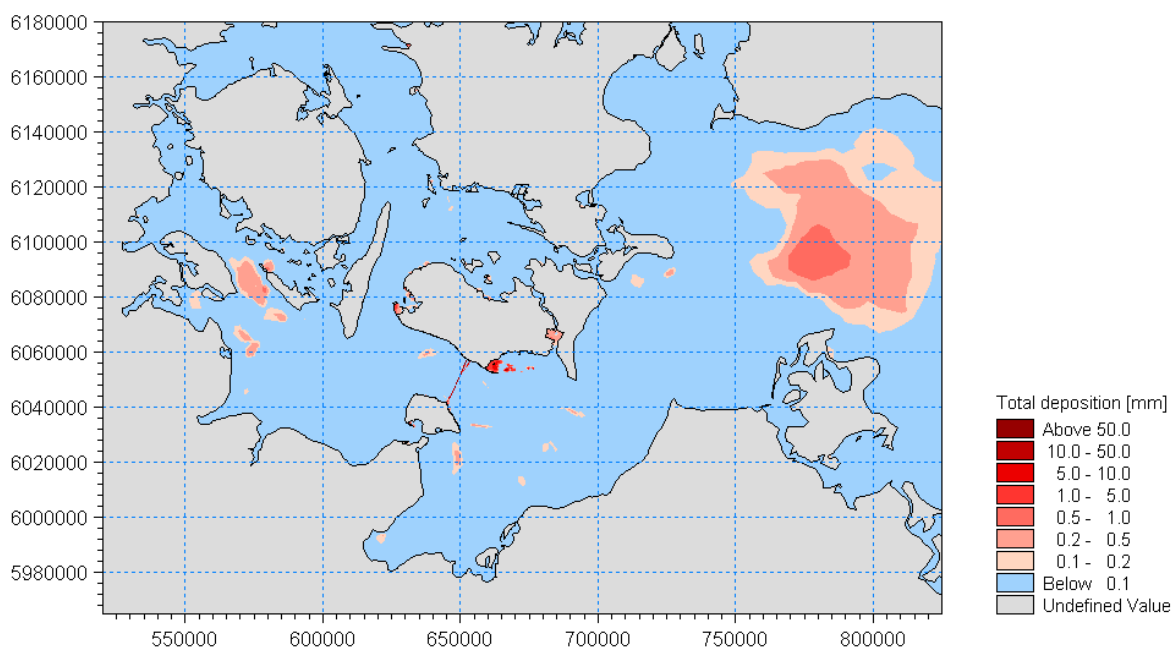 6180000
6160000
6140000
6120000
6100000
6080000
6060000
6040000
6020000
6000000
5980000
550000 600000 650000 700000 750000 800000
Total deposition [mm]
Above 50.0
10.0 - 50.0
5.0 - 10.0
1.0 - 5.0
0.5 - 1.0
0.2 - 0.5
0.1 - 0.2
Below 0.1
Undefined Value